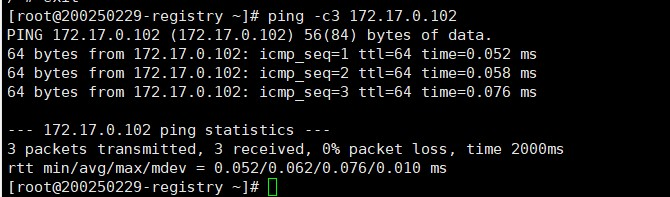 / # exit
[root@200250229-registry ~]# ping -c3 172.17.0.102
PING 172.17.0.102 (172.17.0.102) 56(84) bytes of data.
64 bytes from 172.17.0.102: icmp_seq=1 ttl=64 time=0.052 ms
64 bytes from 172.17.0.102: icmp_seq=2 ttl=64 time=0.058 ms
64 bytes from 172.17.0.102: icmp_seq=3 ttl=64 time=0.076 ms
--- 172.17.0.102 ping statistics ---
3 packets transmitted, 3 received, 0% packet loss, time 2000ms
rtt min/avg/max/mdev = 0.052/0.062/0.076/0.010 ms
[root@200250229-registry ~]#